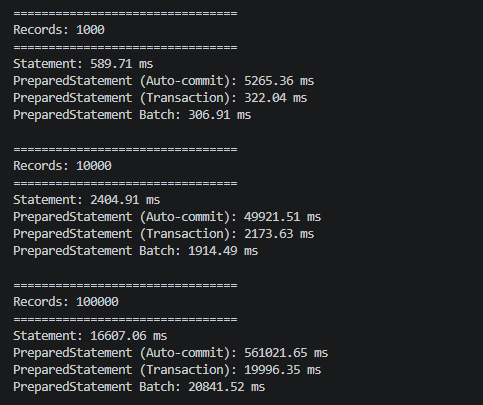 ================================
Records: 1000
================================
Statement: 589.71 ms
PreparedStatement (Auto-commit): 5265.36 ms
PreparedStatement (Transaction): 322.04 ms
PreparedStatement Batch: 306.91 ms

================================
Records: 10000
================================
Statement: 2404.91 ms
PreparedStatement (Auto-commit): 49921.51 ms
PreparedStatement (Transaction): 2173.63 ms
PreparedStatement Batch: 1914.49 ms

================================
Records: 100000
================================
Statement: 16607.06 ms
PreparedStatement (Auto-commit): 561021.65 ms
PreparedStatement (Transaction): 19996.35 ms
PreparedStatement Batch: 20841.52 ms